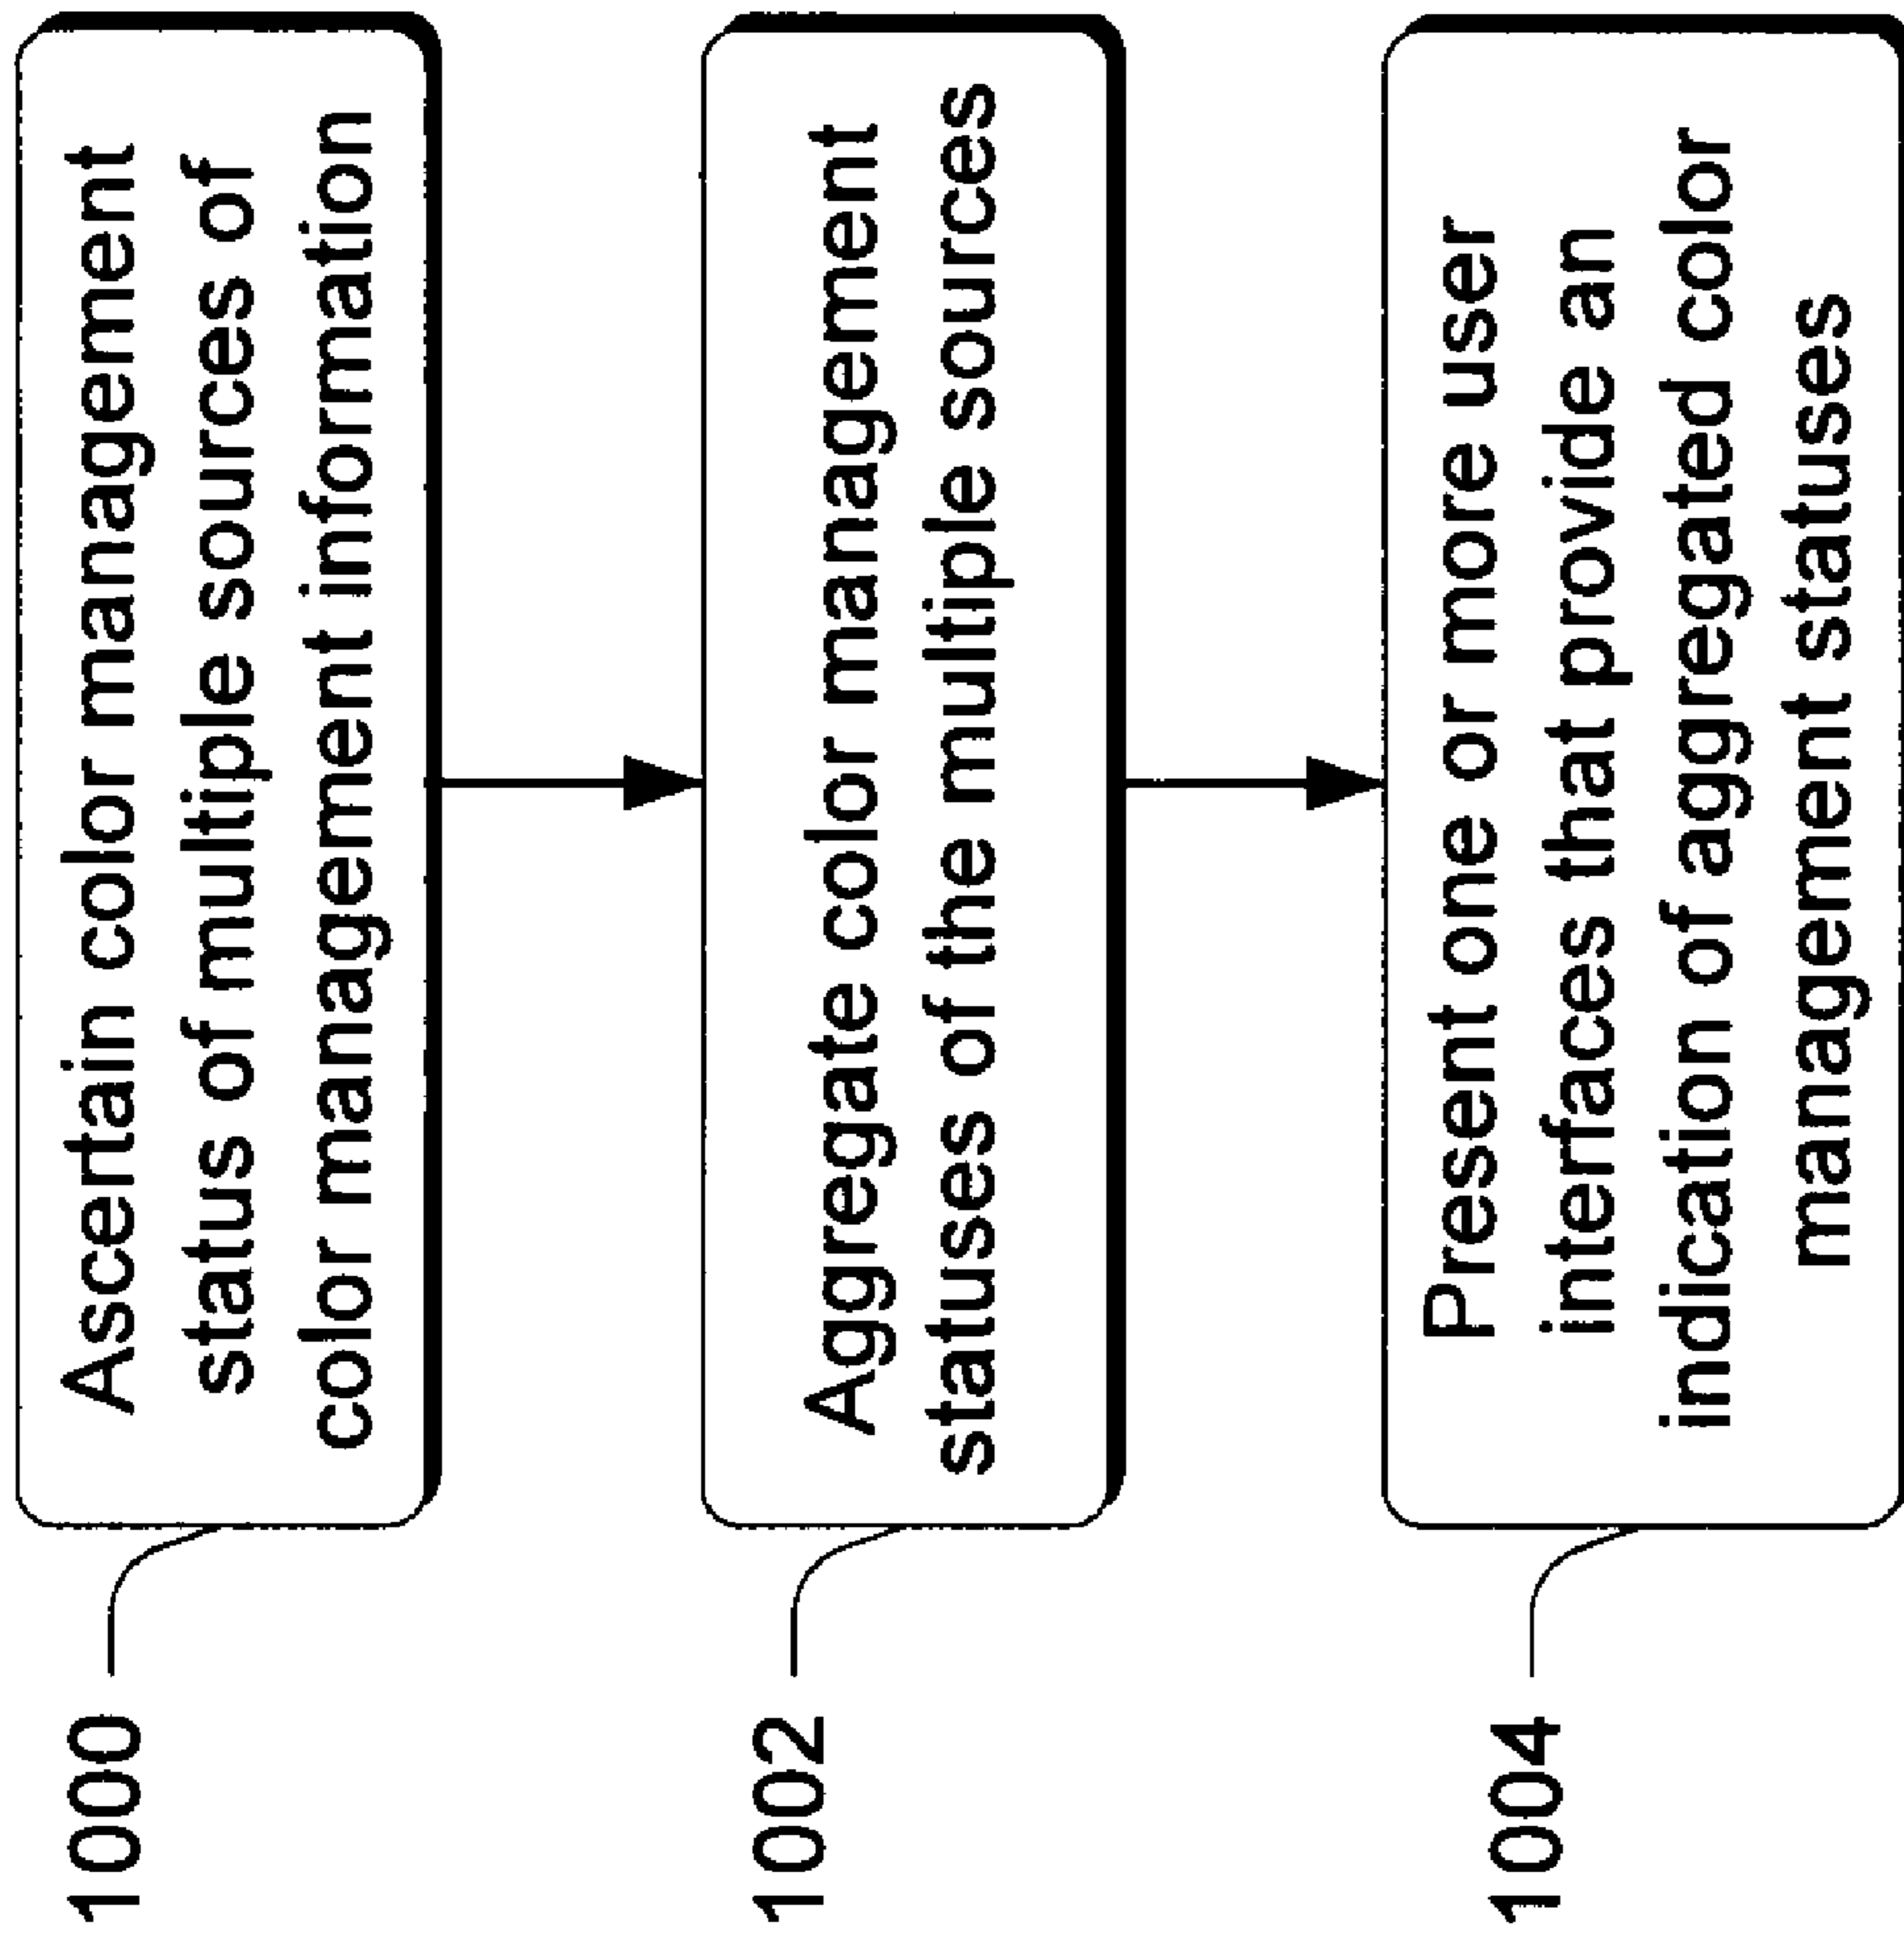 1000
Ascertain color management
status of multiple sources of
color management information
1002
Aggregate color management
statuses of the multiple sources
1004
Present one or more user
interfaces that provide an
indication of aggregated color
management statuses